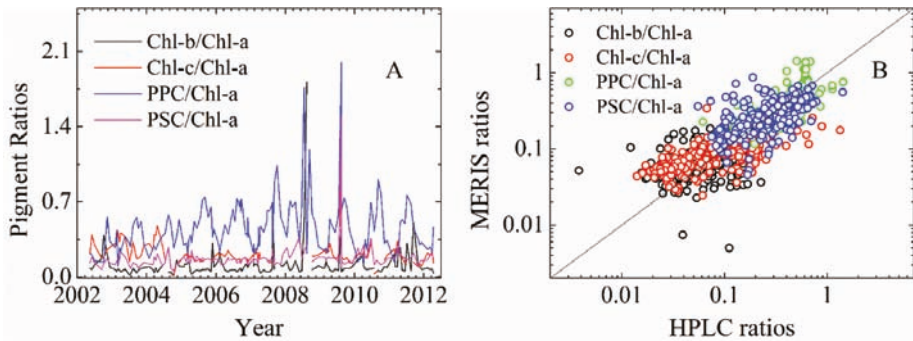 Pigment Ratios
2.1
1.4
0.7
0.0
Chl-b/Chl-a
Chl-c/Chl-a
PPC/Chl-a
PSC/Chl-a
A
2002 2004 2006 2008 2010 2012
Year
MERIS ratios
1
0.1
0.01
Chl-b/Chl-a
Chl-c/Chl-a
PPC/Chl-a
PSC/Chl-a
B
0.01 0.1 1
HPLC ratios